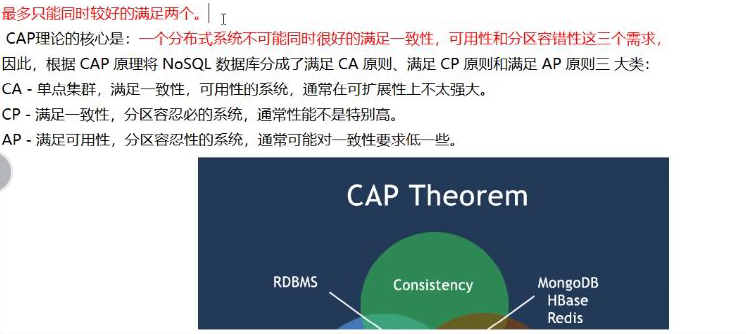 最多只能同时较好的满足两个。
CAP理论的核心是：一个分布式系统不可能同时很好的满足一致性，可用性和分区容错性这三个需求，
因此，根据 CAP 原理将 NoSQL 数据库分成了满足 CA 原则、满足 CP 原则和满足 AP 原则三 大类：
CA - 单点集群，满足一致性，可用性的系统，通常在可扩展性上不太强大。
CP - 满足一致性，分区容忍必的系统，通常性能不是特别高。
AP - 满足可用性，分区容忍性的系统，通常可能对一致性要求低一些。
CAP Theorem
RDBMS
Consistency
MongoDB
HBase
Redis